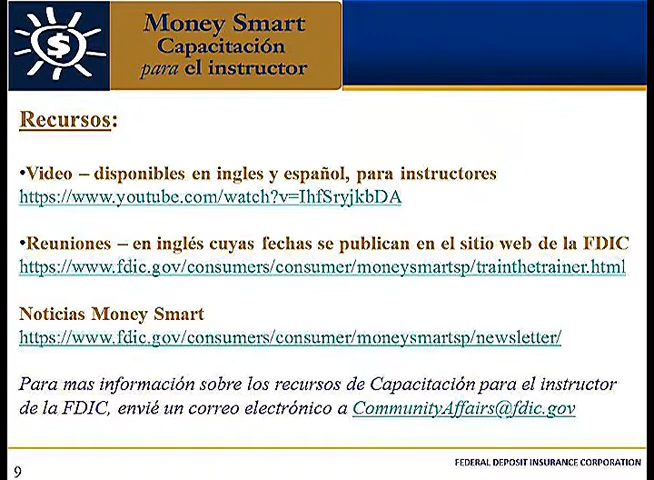 Money Smart
Capacitación
para el instructor
Recursos:
•Video – disponibles en ingles y español, para instructores
https://www.youtube.com/watch?v=IhfSryjkbDA
•Reuniones – en inglés cuyas fechas se publican en el sitio web de la FDIC
https://www.fdic.gov/consumers/consumer/moneysmartsp/trainthetrainer.html
Noticias Money Smart
https://www.fdic.gov/consumers/consumer/moneysmartsp/newsletter/
Para mas información sobre los recursos de Capacitación para el instructor
de la FDIC, envié un correo electrónico a CommunityAffairs@fdic.gov
FEDERAL DEPOSIT INSURANCE CORPORATION
9